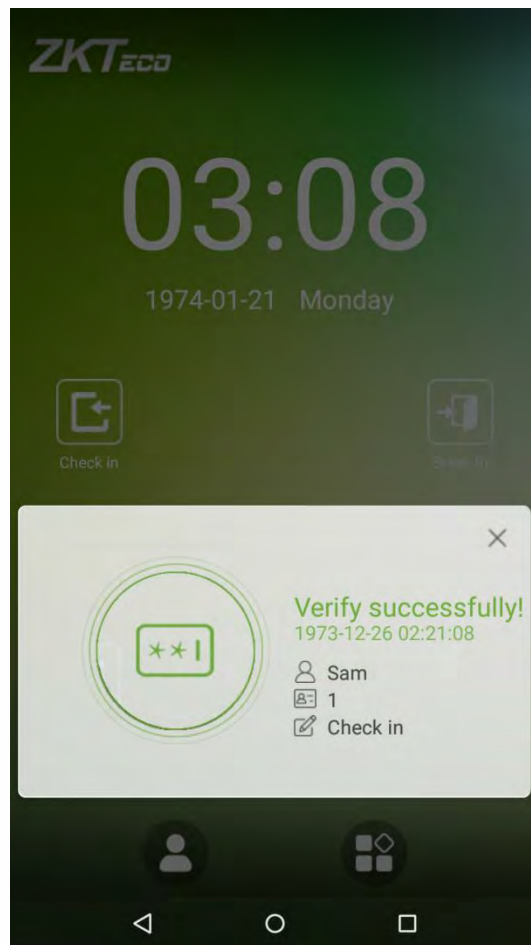 ZKTECO
03:08
1974-01-21 Monday
Check in
Verify successfully!
1973-12-26 02:21:08
Sam
1
Check in